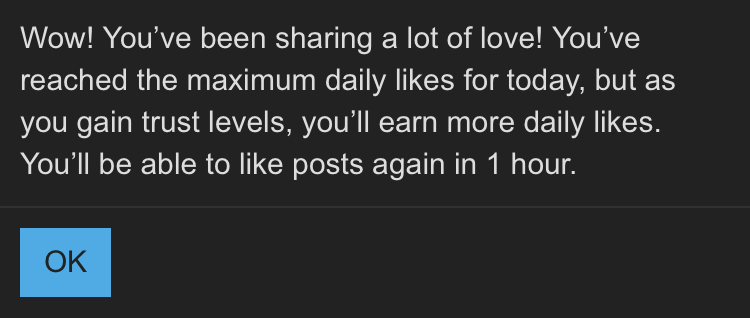 Wow! You’ve been sharing a lot of love! You’ve
reached the maximum daily likes for today, but as
you gain trust levels, you’ll earn more daily likes.
You’ll be able to like posts again in 1 hour.
OK